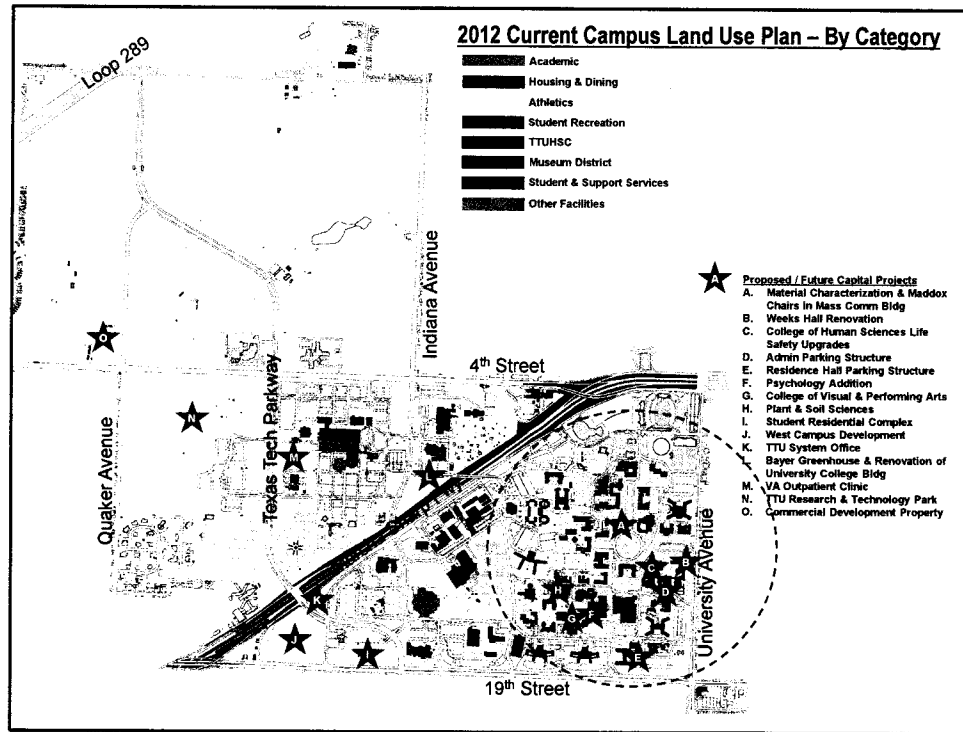 2012 Current Campus Land Use Plan – By Category
Academic
Housing & Dining
Athletics
Student Recreation
TTUHSC
Museum District
Student & Support Services
Other Facilities
Loop 289
Indiana Avenue
4th Street
Texas Tech Parkway
Quaker Avenue
University Avenue
19th Street
A
Proposed / Future Capital Projects
A. Material Characterization & Maddox
Chairs in Mass Comm Bldg
B. Weeks Hall Renovation
C. College of Human Sciences Life
Safety Upgrades
D. Admin Parking Structure
E. Residence Hall Parking Structure
F. Psychology Addition
G. College of Visual & Performing Arts
H. Plant & Soil Sciences
I. Student Residential Complex
J. West Campus Development
K. TTU System Office
L. Bayer Greenhouse & Renovation of
University College Bldg
M. VA Outpatient Clinic
N. TTU Research & Technology Park
O. Commercial Development Property
O
N
M
L
A
C
B
D
H
G
K
J
I
E